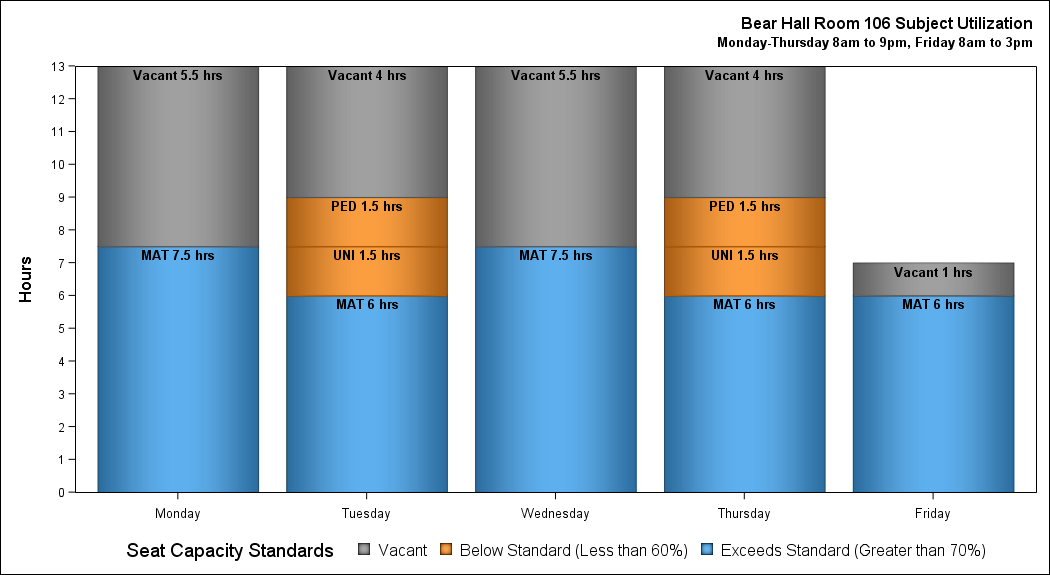 Bear Hall Room 106 Subject Utilization
Monday-Thursday 8am to 9pm, Friday 8am to 3pm
Hours
13
12
11
10
9
8
7
6
5
4
3
2
1
0
Vacant 5.5 hrs
MAT 7.5 hrs
Vacant 4 hrs
PED 1.5 hrs
UNI 1.5 hrs
MAT 6 hrs
Vacant 5.5 hrs
MAT 7.5 hrs
Vacant 4 hrs
PED 1.5 hrs
UNI 1.5 hrs
MAT 6 hrs
Vacant 1 hrs
MAT 6 hrs
Monday Tuesday Wednesday Thursday Friday
Seat Capacity Standards Vacant Below Standard (Less than 60%) Exceeds Standard (Greater than 70%)